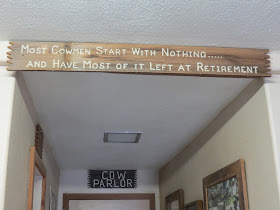 Most Cowmen Start With Nothing.....
and Have Most of it Left at Retirement
COW
PARLOR